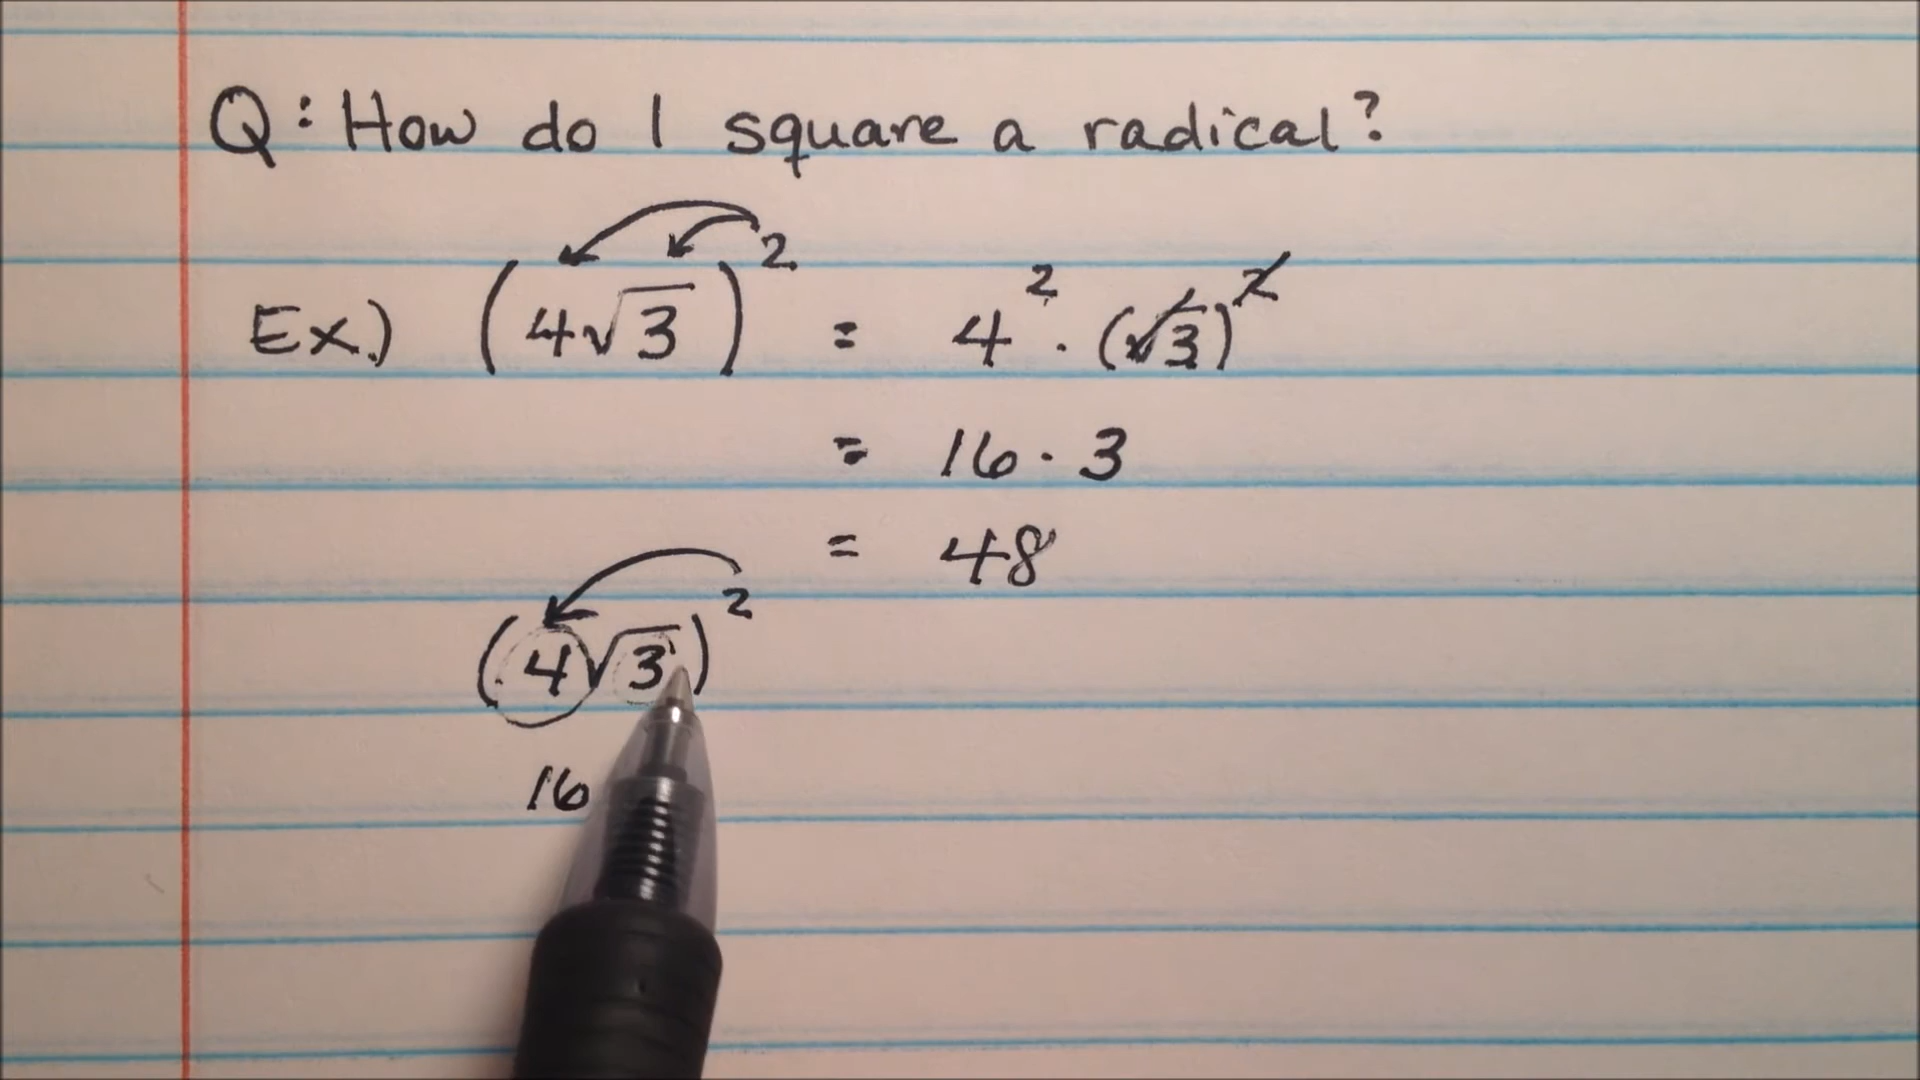 Q: How do I square a radical?
Ex.) (4√3)² = 4² · (√3)²
= 16 · 3
= 48
(4√3)²
16